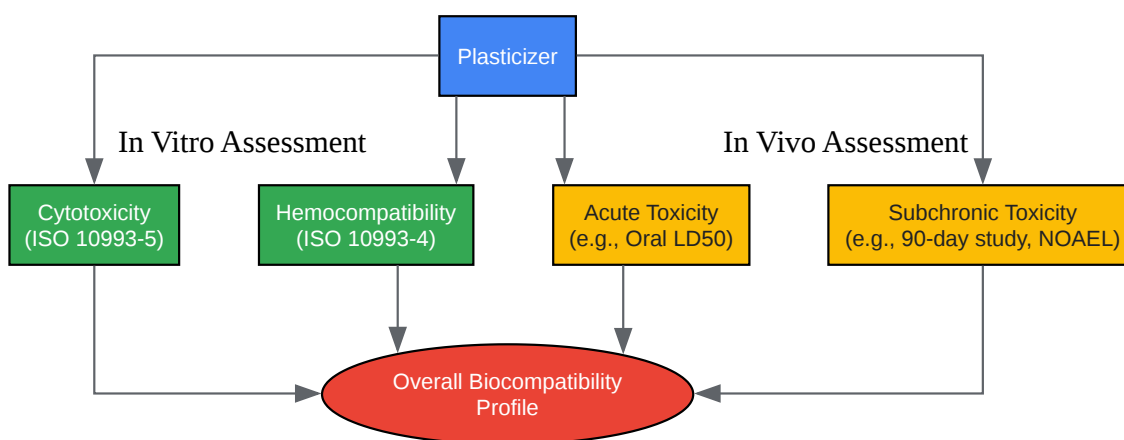 Plasticizer
In Vitro Assessment
In Vivo Assessment
Cytotoxicity
(ISO 10993-5)
Hemocompatibility
(ISO 10993-4)
Acute Toxicity
(e.g., Oral LD50)
Subchronic Toxicity
(e.g., 90-day study, NOAEL)
Overall Biocompatibility
Profile